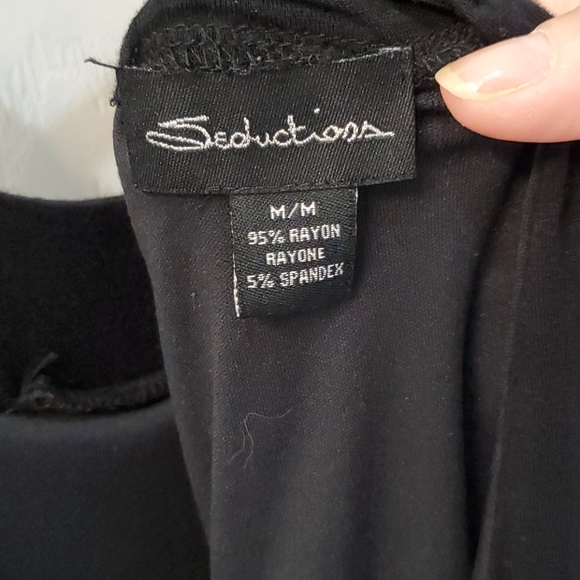 Seductions
M/M
95% RAYON
RAYONE
5% SPANDEX